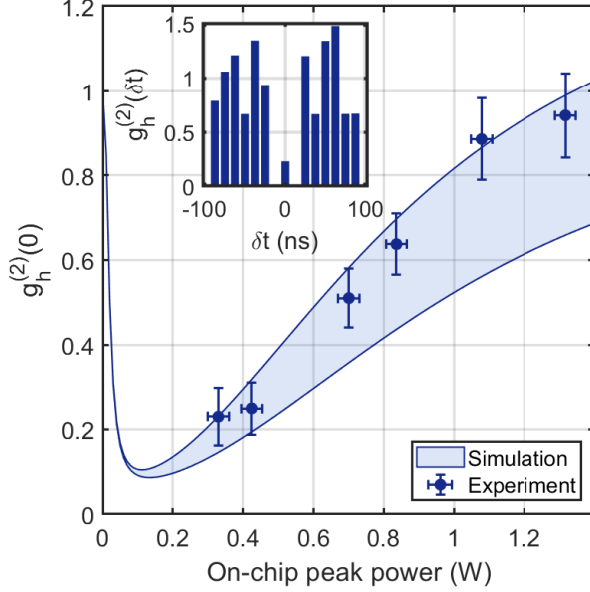 1.2
1
0.8
0.6
0.4
0.2
0
g_h^(2)(0)
0 0.2 0.4 0.6 0.8 1 1.2
On-chip peak power (W)
1.5
1
0.5
0
g_h^(2)(δt)
-100 0 100
δt (ns)
Simulation
Experiment